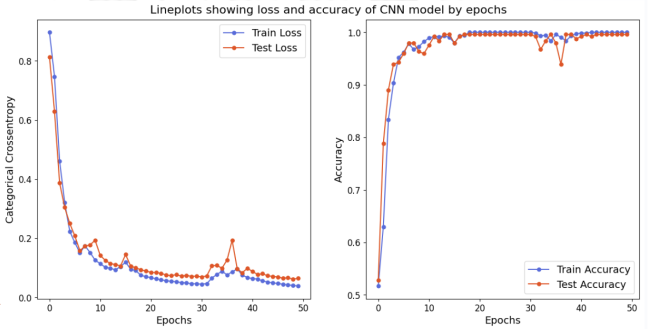 Lineplots showing loss and accuracy of CNN model by epochs
Train Loss
Test Loss
Categorical Crossentropy
0.8
0.6
0.4
0.2
0.0
0
10
20
30
40
50
Epochs
Accuracy
1.0
0.9
0.8
0.7
0.6
0.5
Train Accuracy
Test Accuracy
0
10
20
30
40
50
Epochs